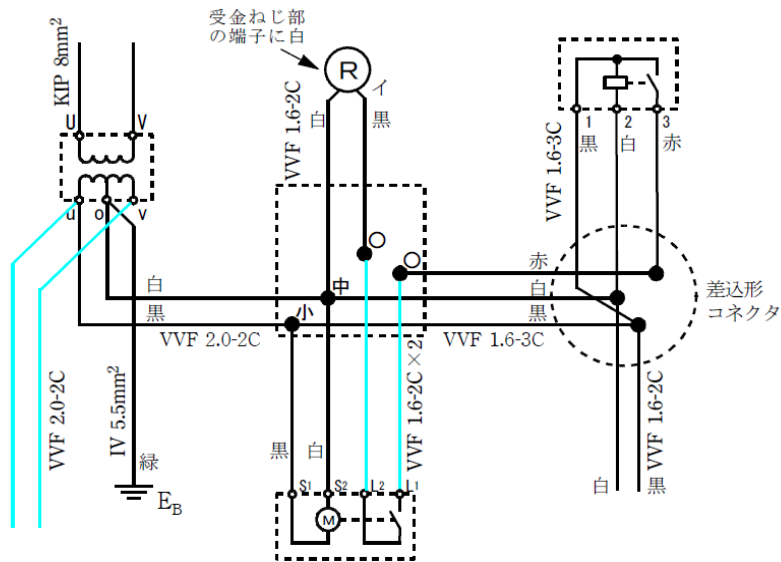 受金ねじ部
の端子に白
R
イ
白
黒
VVF 1.6-2C
KIP 8mm²
U
V
u
o
v
1
2
3
黒
白
赤
VVF 1.6-3C
○
○
赤
白
中
白
差込形
コネクタ
黒
小
黒
VVF 2.0-2C
VVF 1.6-3C
VVF 2.0-2C
IV 5.5mm²
緑
EB
VVF 1.6-2C×2
VVF 1.6-2C
黒
白
白
黒
S1
S2
L2
L1
M